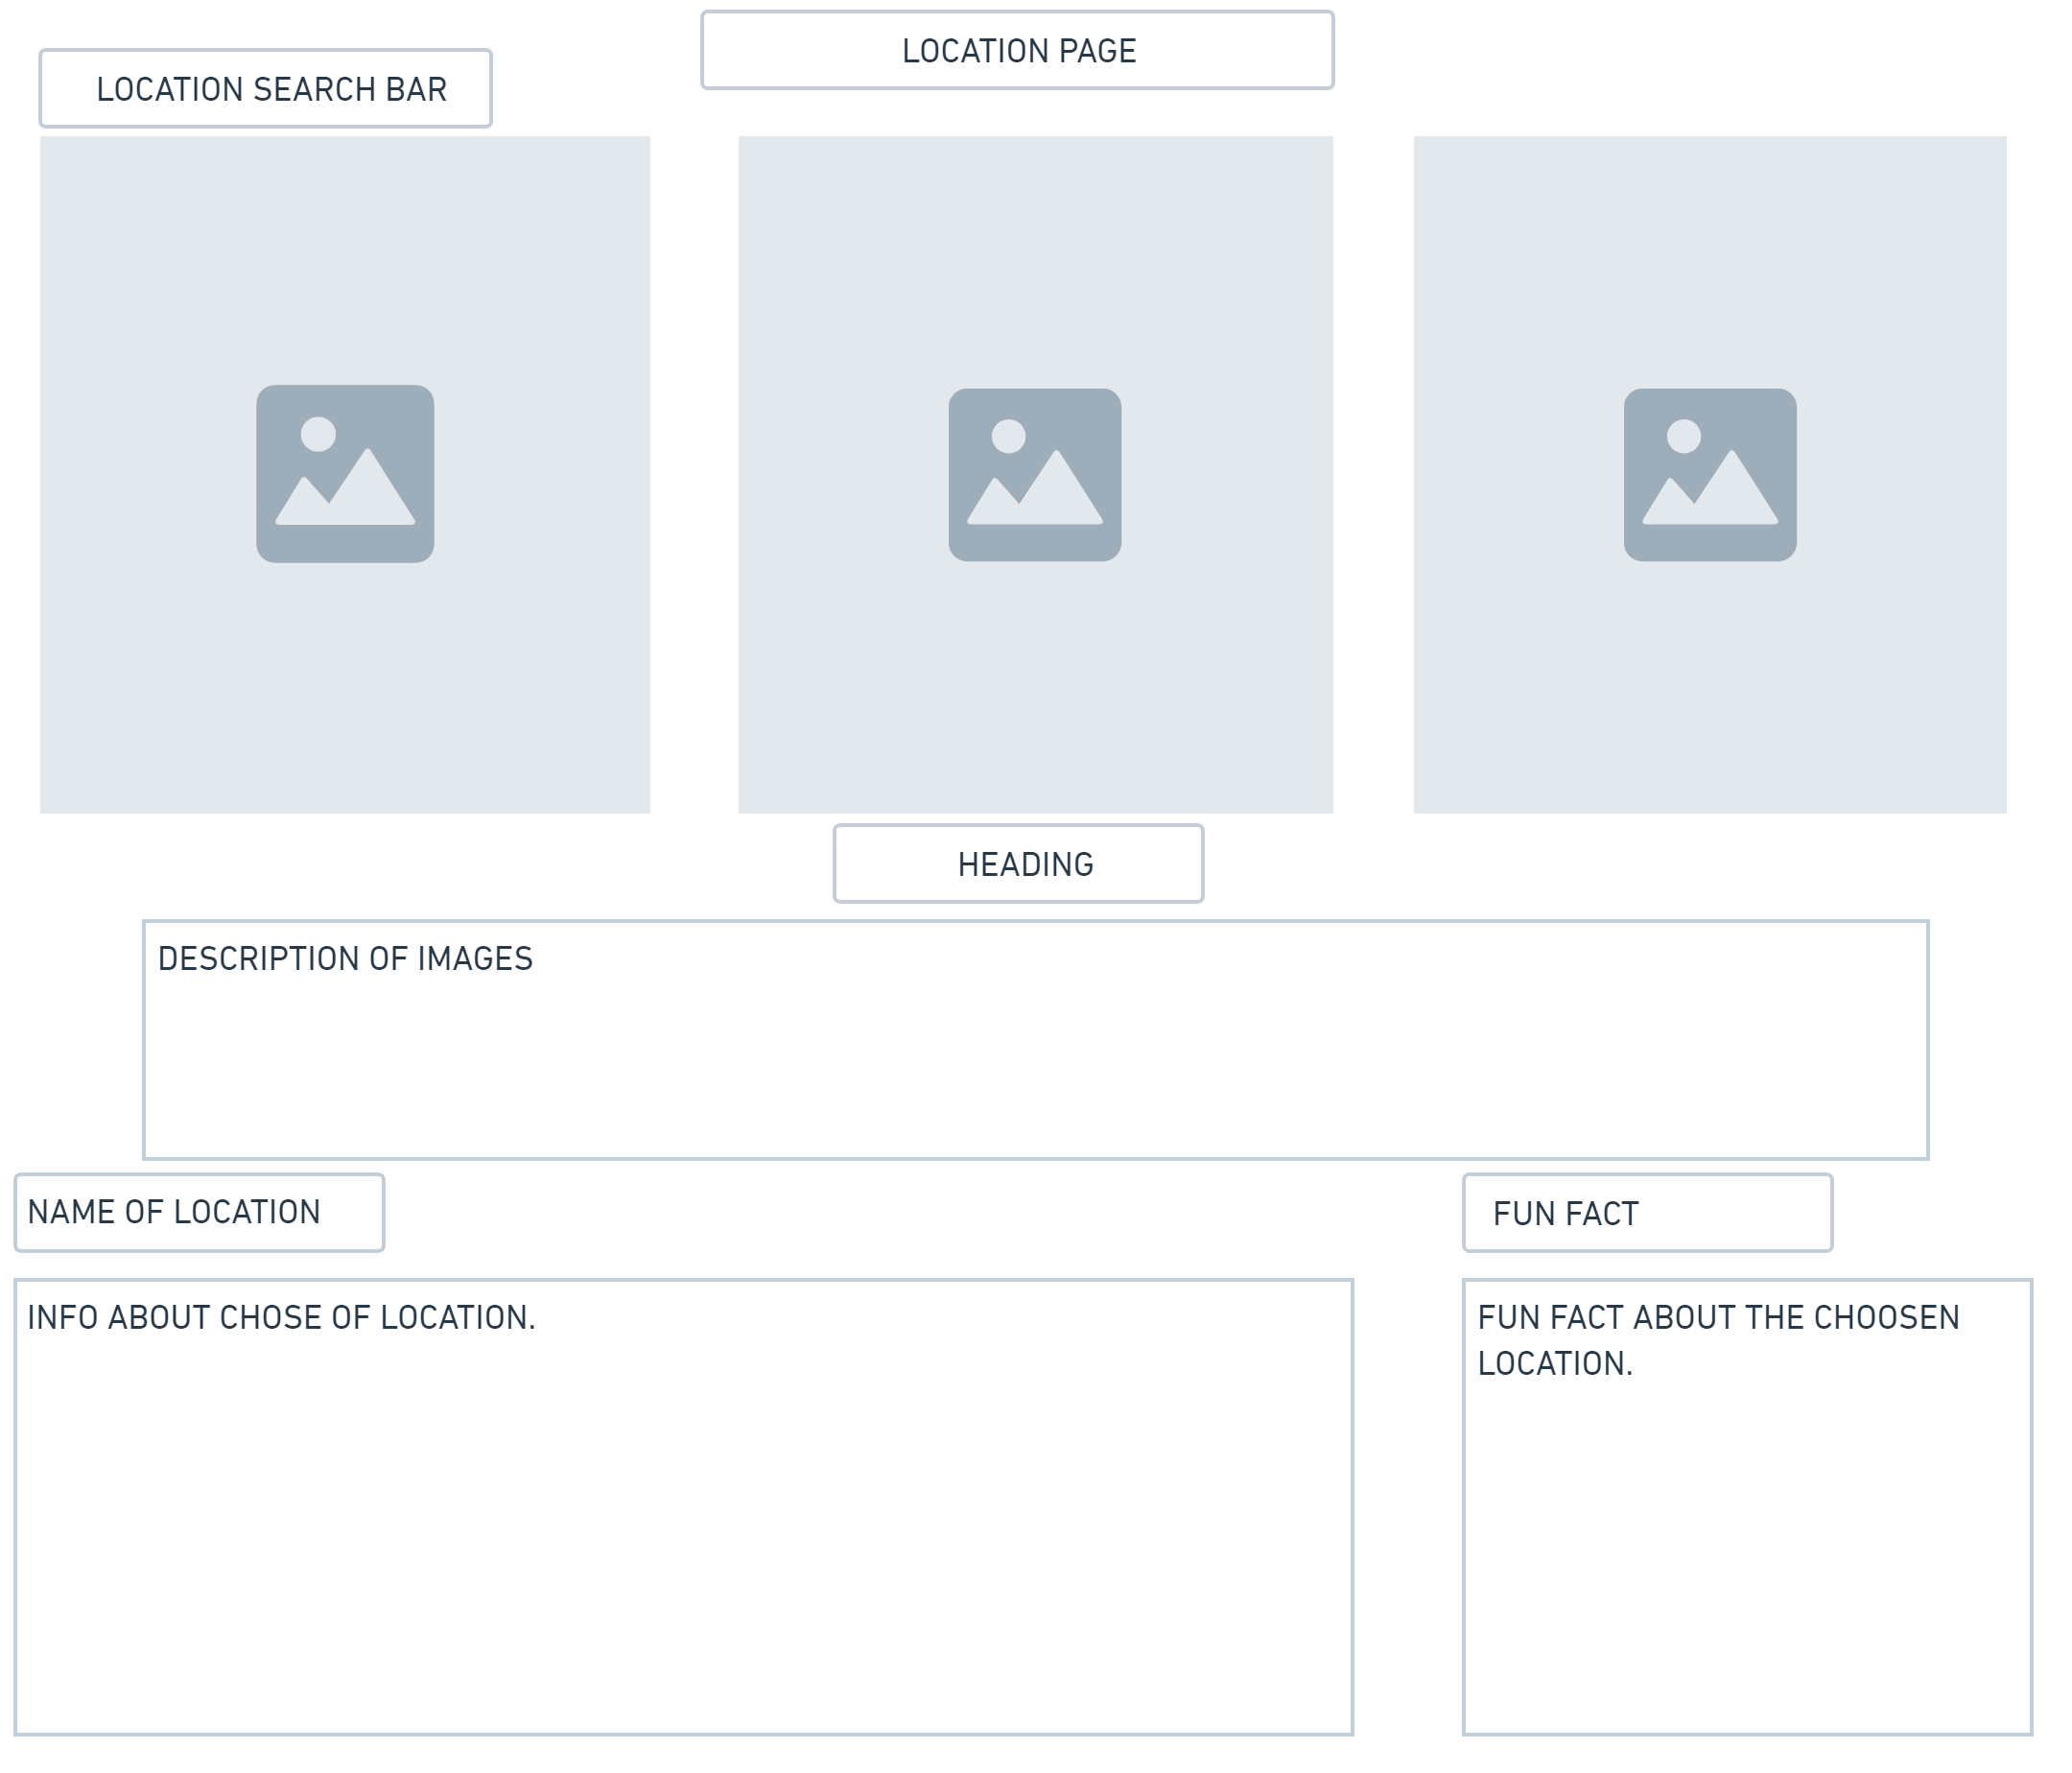 LOCATION PAGE
LOCATION SEARCH BAR
HEADING
DESCRIPTION OF IMAGES
NAME OF LOCATION
FUN FACT
INFO ABOUT CHOSE OF LOCATION.
FUN FACT ABOUT THE CHOOSEN
LOCATION.